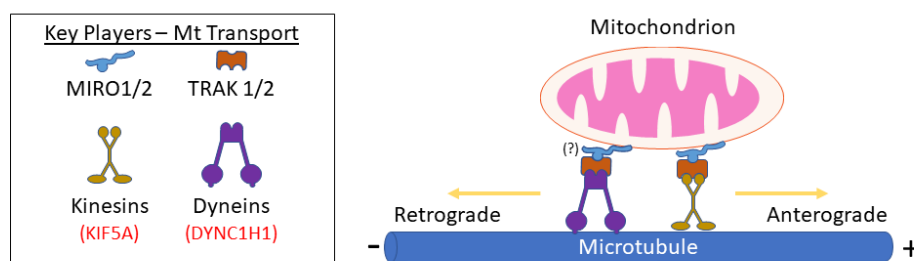 Key Players – Mt Transport
MIRO1/2
TRAK 1/2
Kinesins
(KIF5A)
Dyneins
(DYNC1H1)
Mitochondrion
(?)
Retrograde
Anterograde
-
Microtubule
+